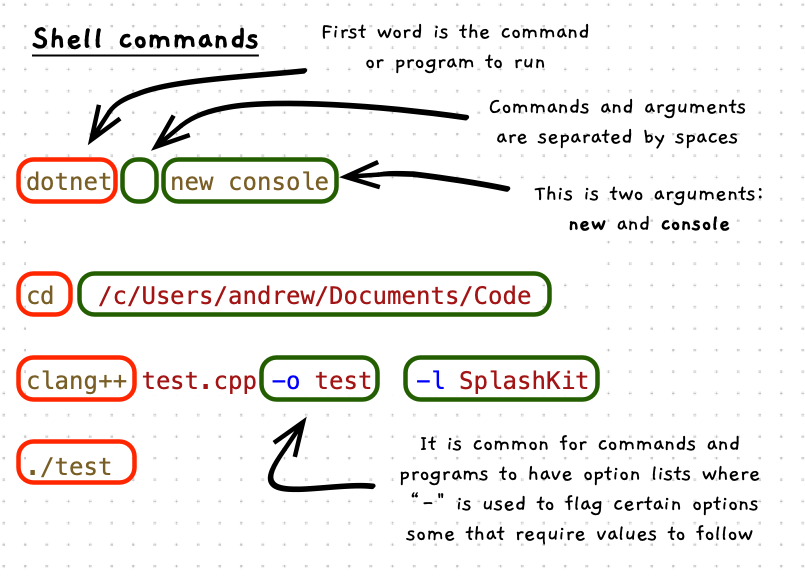 Shell commands
First word is the command
or program to run
Commands and arguments
are separated by spaces
dotnet new console
This is two arguments:
new and console
cd /c/Users/andrew/Documents/Code
clang++ test.cpp -o test -l SplashKit
./test
It is common for commands and
programs to have option lists where
“-" is used to flag certain options
some that require values to follow